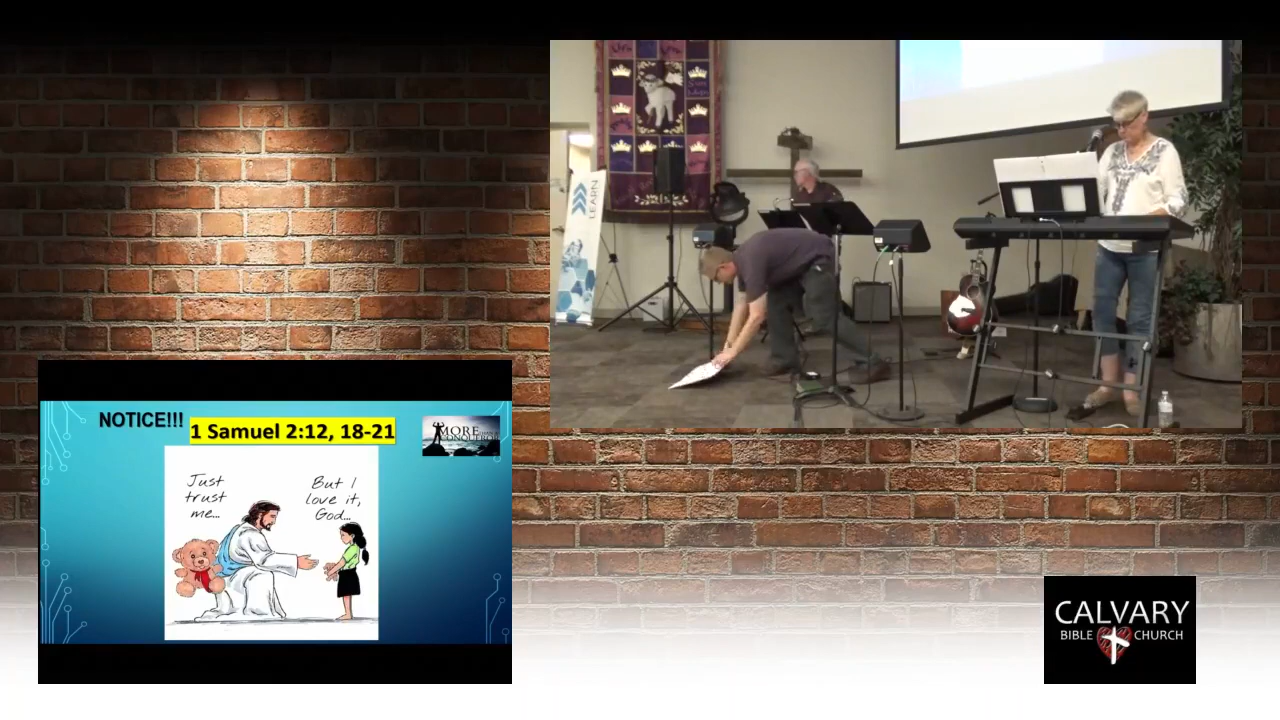 LEARN
NOTICE!!!
1 Samuel 2:12, 18-21
MORE
CONQUEROR
Just
trust
me...
But I
love it,
God...
CALVARY
BIBLE CHURCH